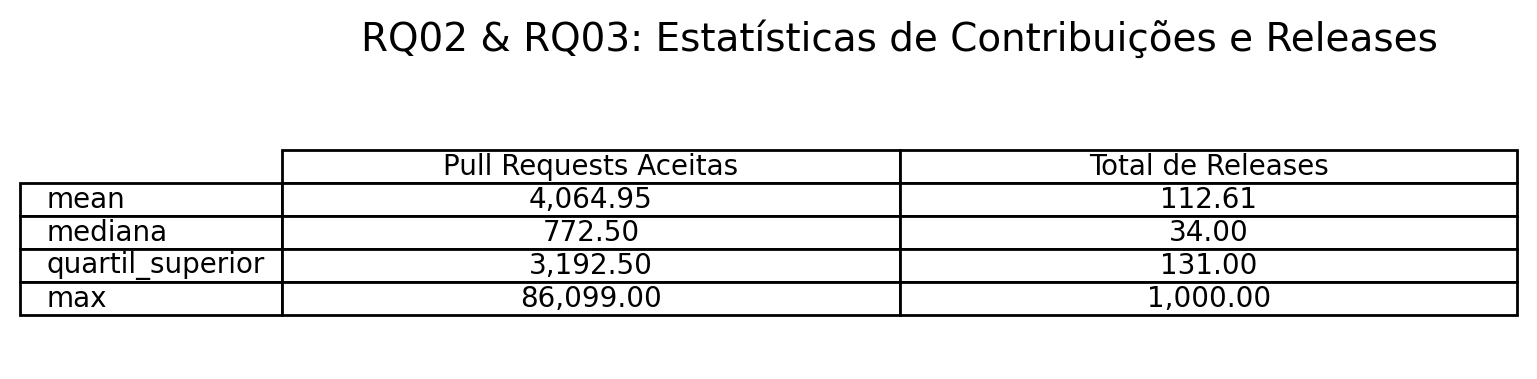 RQ02 & RQ03: Estatísticas de Contribuições e Releases
Pull Requests Aceitas Total de Releases
mean 4,064.95 112.61
mediana 772.50 34.00
quartil_superior 3,192.50 131.00
max 86,099.00 1,000.00